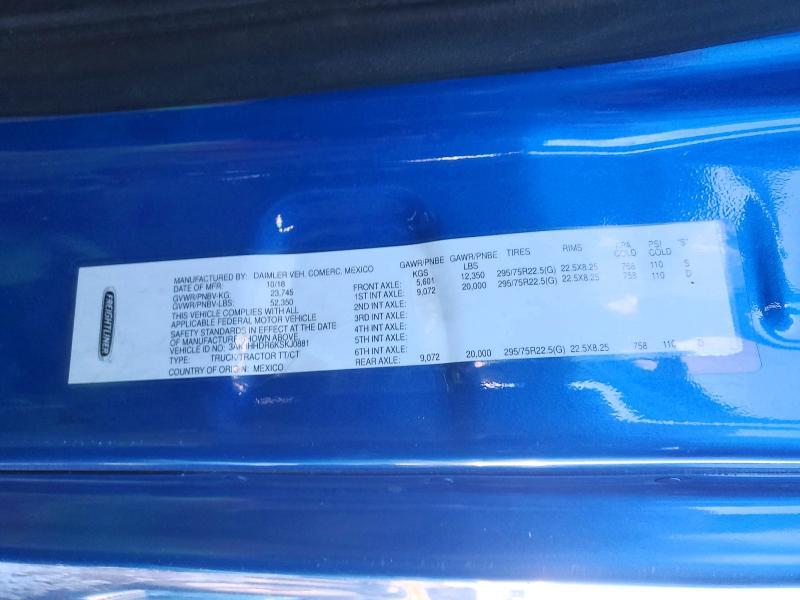 FREIGHTLINER
MANUFACTURED BY: DAIMLER VEH. COMERC. MEXICO
DATE OF MFR: 10/18
GVWR/PNBV-KG: 23,745
GVWR/PNBV-LBS: 52,350
THIS VEHICLE COMPLIES WITH ALL
APPLICABLE FEDERAL MOTOR VEHICLE
SAFETY STANDARDS IN EFFECT AT THE DATE
OF MANUFACTURE SHOWN ABOVE
VEHICLE ID:
TYPE: TRUCK/TRACTOR TT/CT
COUNTRY OF ORIGIN: MEXICO
GAWR/PNBE GAWR/PNBE TIRES RIMS KPA PSI "S"
KGS LBS COLD COLD
FRONT AXLE: 5,601 12,350 295/75R22.5(G) 22.5X8.25 758 110 S
1ST INT AXLE: 9,072 20,000 295/75R22.5(G) 22.5X8.25 758 110 D
2ND INT AXLE:
3RD INT AXLE:
4TH INT AXLE:
5TH INT AXLE:
6TH INT AXLE:
REAR AXLE: 9,072 20,000 295/75R22.5(G) 22.5X8.25 758 110 D